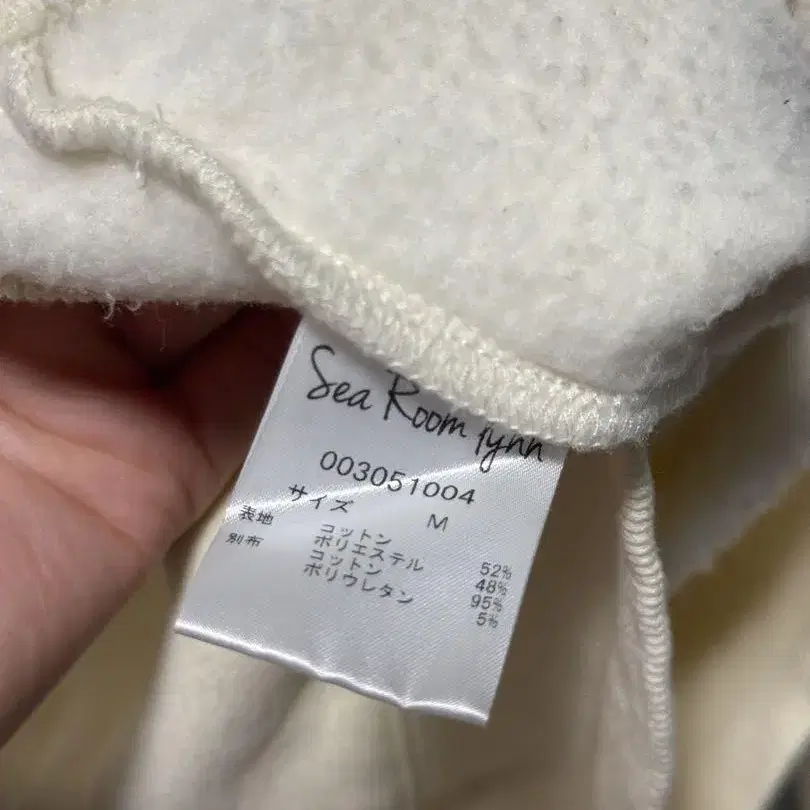 Sea Room lynn
003051004
サイズ M
表地 コットン 52%
ポリエステル 48%
別布 コットン 95%
ポリウレタン 5%